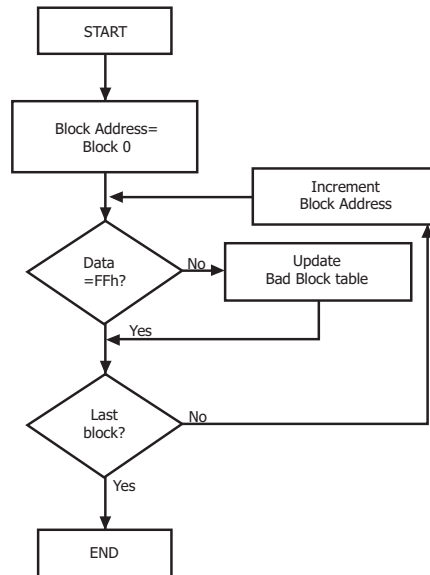 START
Block Address=
Block 0
Increment
Block Address
Data
=FFh?
No
Update
Bad Block table
Yes
Last
block?
No
Yes
END